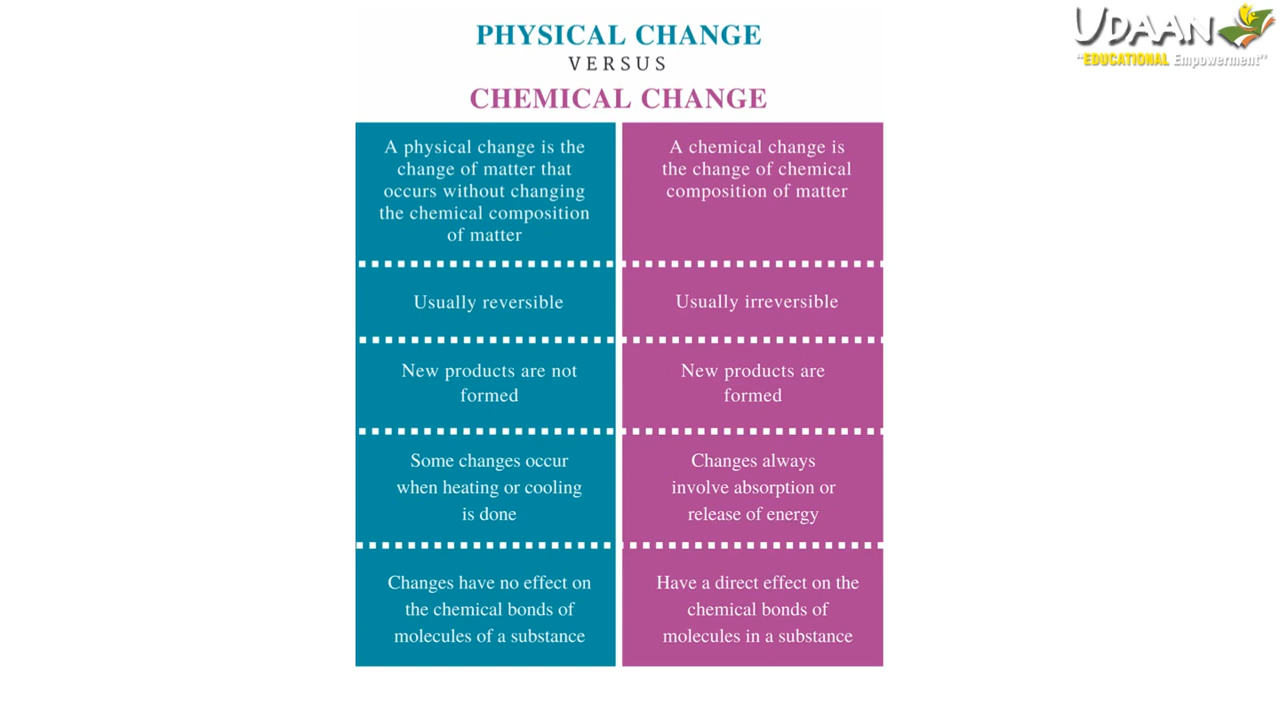 PHYSICAL CHANGE
VERSUS
CHEMICAL CHANGE
UDAAN
"EDUCATIONAL Empowerment"
A physical change is the
change of matter that
occurs without changing
the chemical composition
of matter
A chemical change is
the change of chemical
composition of matter
Usually reversible
Usually irreversible
New products are not
formed
New products are
formed
Some changes occur
when heating or cooling
is done
Changes always
involve absorption or
release of energy
Changes have no effect on
the chemical bonds of
molecules of a substance
Have a direct effect on the
chemical bonds of
molecules in a substance